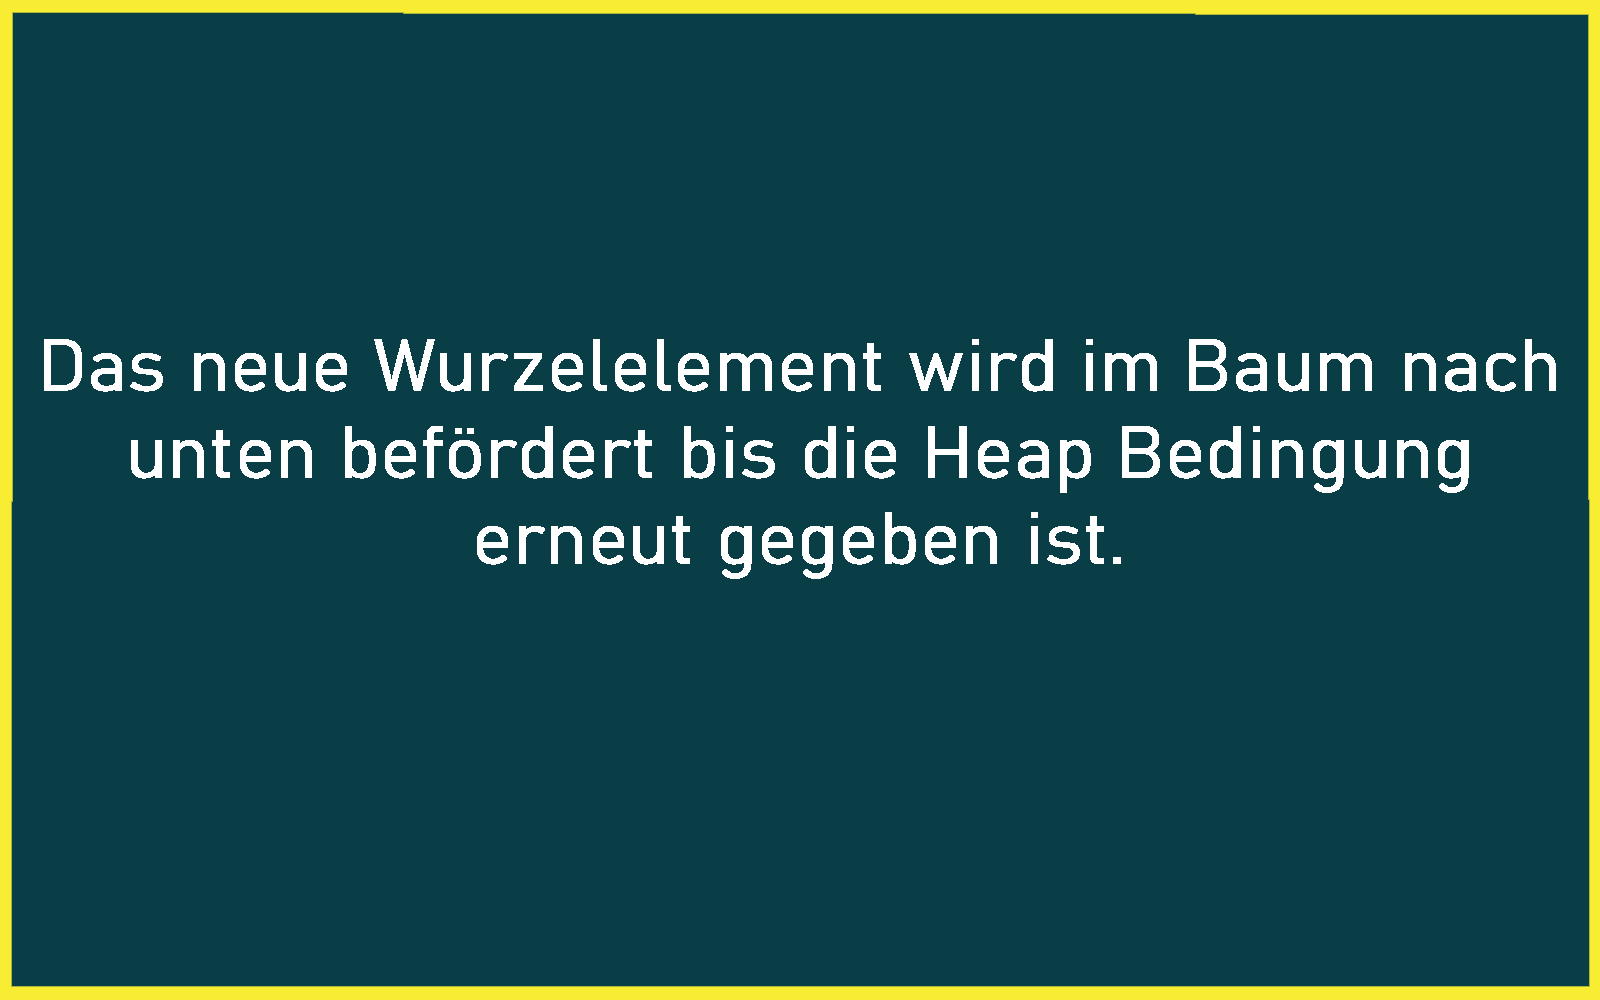 Das neue Wurzelelement wird im Baum nach
unten befördert bis die Heap Bedingung
erneut gegeben ist.